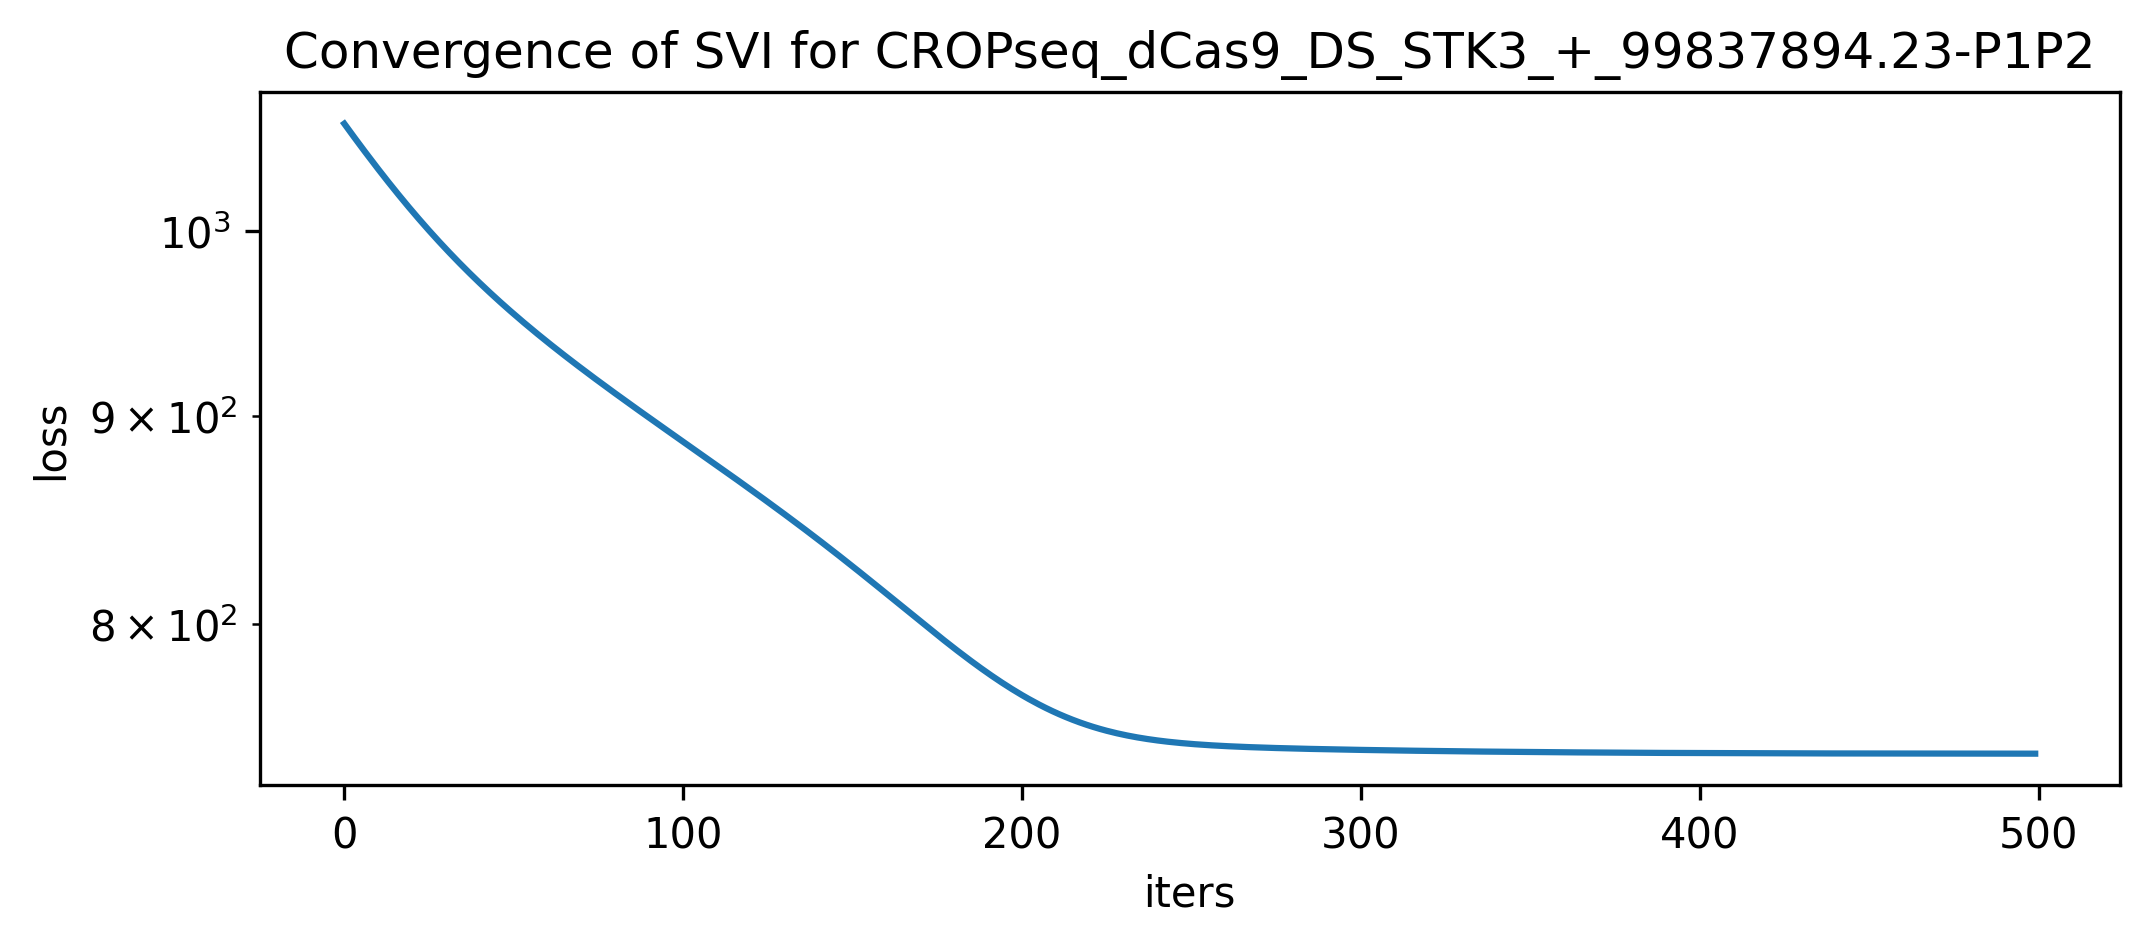 Convergence of SVI for CROPseq_dCas9_DS_STK3_+_99837894.23-P1P2
10³
9 × 10²
8 × 10²
loss
0 100 200 300 400 500
iters